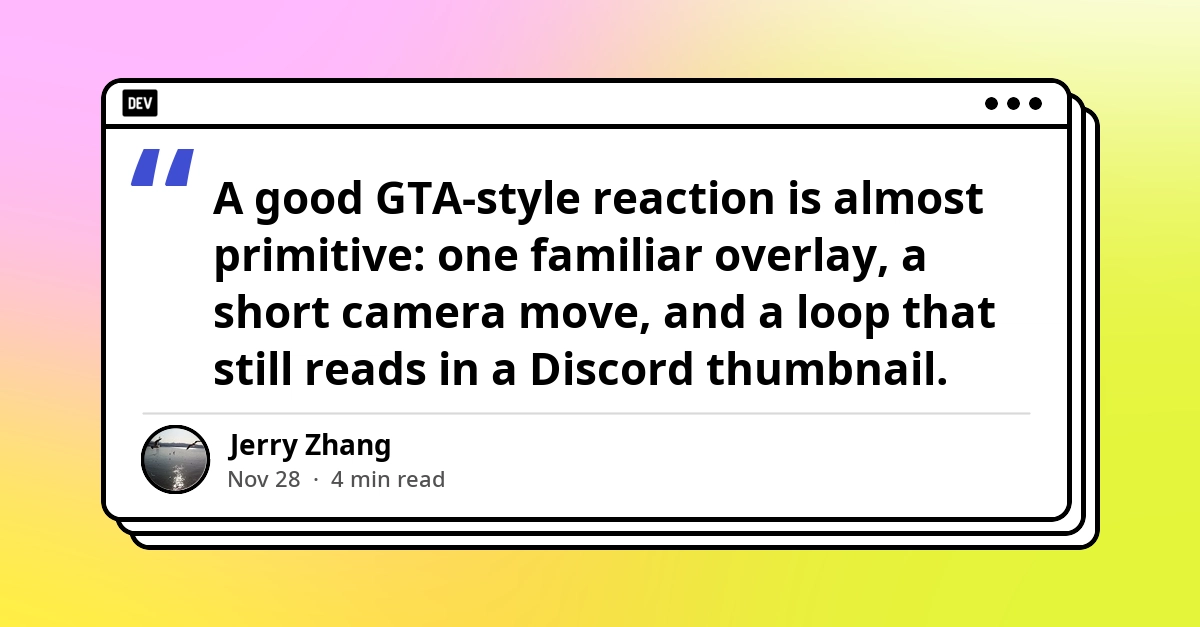 DEV
“
A good GTA-style reaction is almost
primitive: one familiar overlay, a
short camera move, and a loop that
still reads in a Discord thumbnail.
Jerry Zhang
Nov 28 · 4 min read